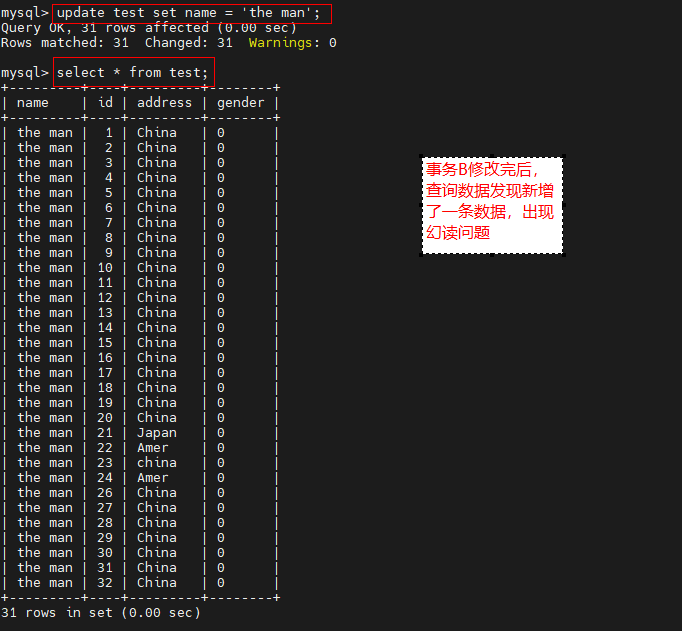 mysql> update test set name = 'the man';
Query OK, 31 rows affected (0.00 sec)
Rows matched: 31  Changed: 31  Warnings: 0
mysql> select * from test;
+---------+----+---------+--------+
| name    | id | address | gender |
+---------+----+---------+--------+
| the man |  1 | China   | 0      |
| the man |  2 | China   | 0      |
| the man |  3 | China   | 0      |
| the man |  4 | China   | 0      |
| the man |  5 | China   | 0      |
| the man |  6 | China   | 0      |
| the man |  7 | China   | 0      |
| the man |  8 | China   | 0      |
| the man |  9 | China   | 0      |
| the man | 10 | China   | 0      |
| the man | 11 | China   | 0      |
| the man | 12 | China   | 0      |
| the man | 13 | China   | 0      |
| the man | 14 | China   | 0      |
| the man | 15 | China   | 0      |
| the man | 16 | China   | 0      |
| the man | 17 | China   | 0      |
| the man | 18 | China   | 0      |
| the man | 19 | China   | 0      |
| the man | 20 | China   | 0      |
| the man | 21 | Japan   | 0      |
| the man | 22 | Amer    | 0      |
| the man | 23 | china   | 0      |
| the man | 24 | Amer    | 0      |
| the man | 26 | China   | 0      |
| the man | 27 | China   | 0      |
| the man | 28 | China   | 0      |
| the man | 29 | China   | 0      |
| the man | 30 | China   | 0      |
| the man | 31 | China   | 0      |
| the man | 32 | China   | 0      |
+---------+----+---------+--------+
31 rows in set (0.00 sec)
事务B修改完后，
查询数据发现新增
了一条数据，出现
幻读问题